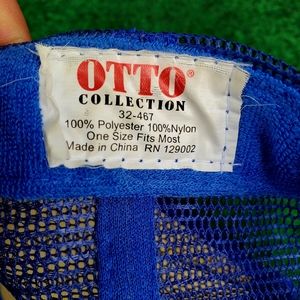 OTTO®
COLLECTION
32-467
100% Polyester 100%Nylon
One Size Fits Most
Made in China RN 129002